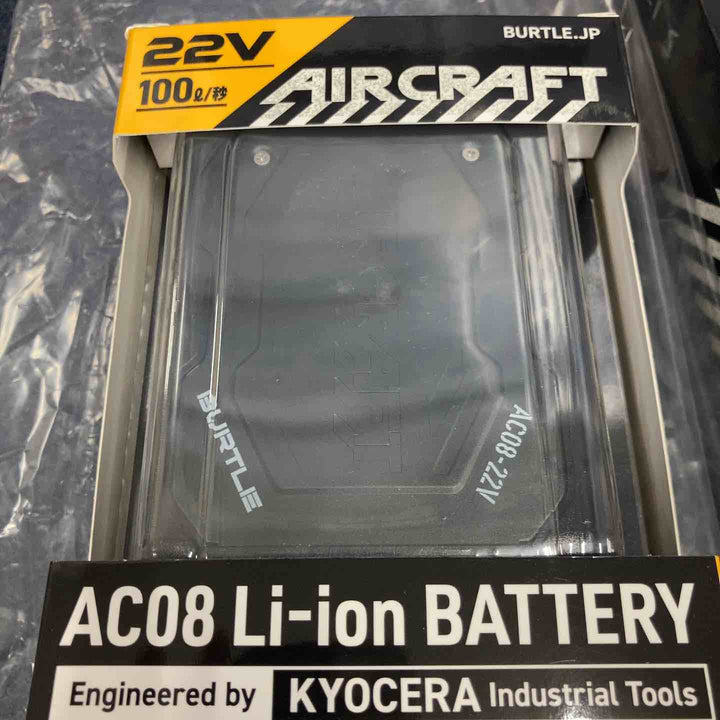 22V
BURTLE.JP
100ℓ/秒
AIRCRAFT
BURTLE
AC08-22V
AC08 Li-ion BATTERY
Engineered by KYOCERA Industrial Tools